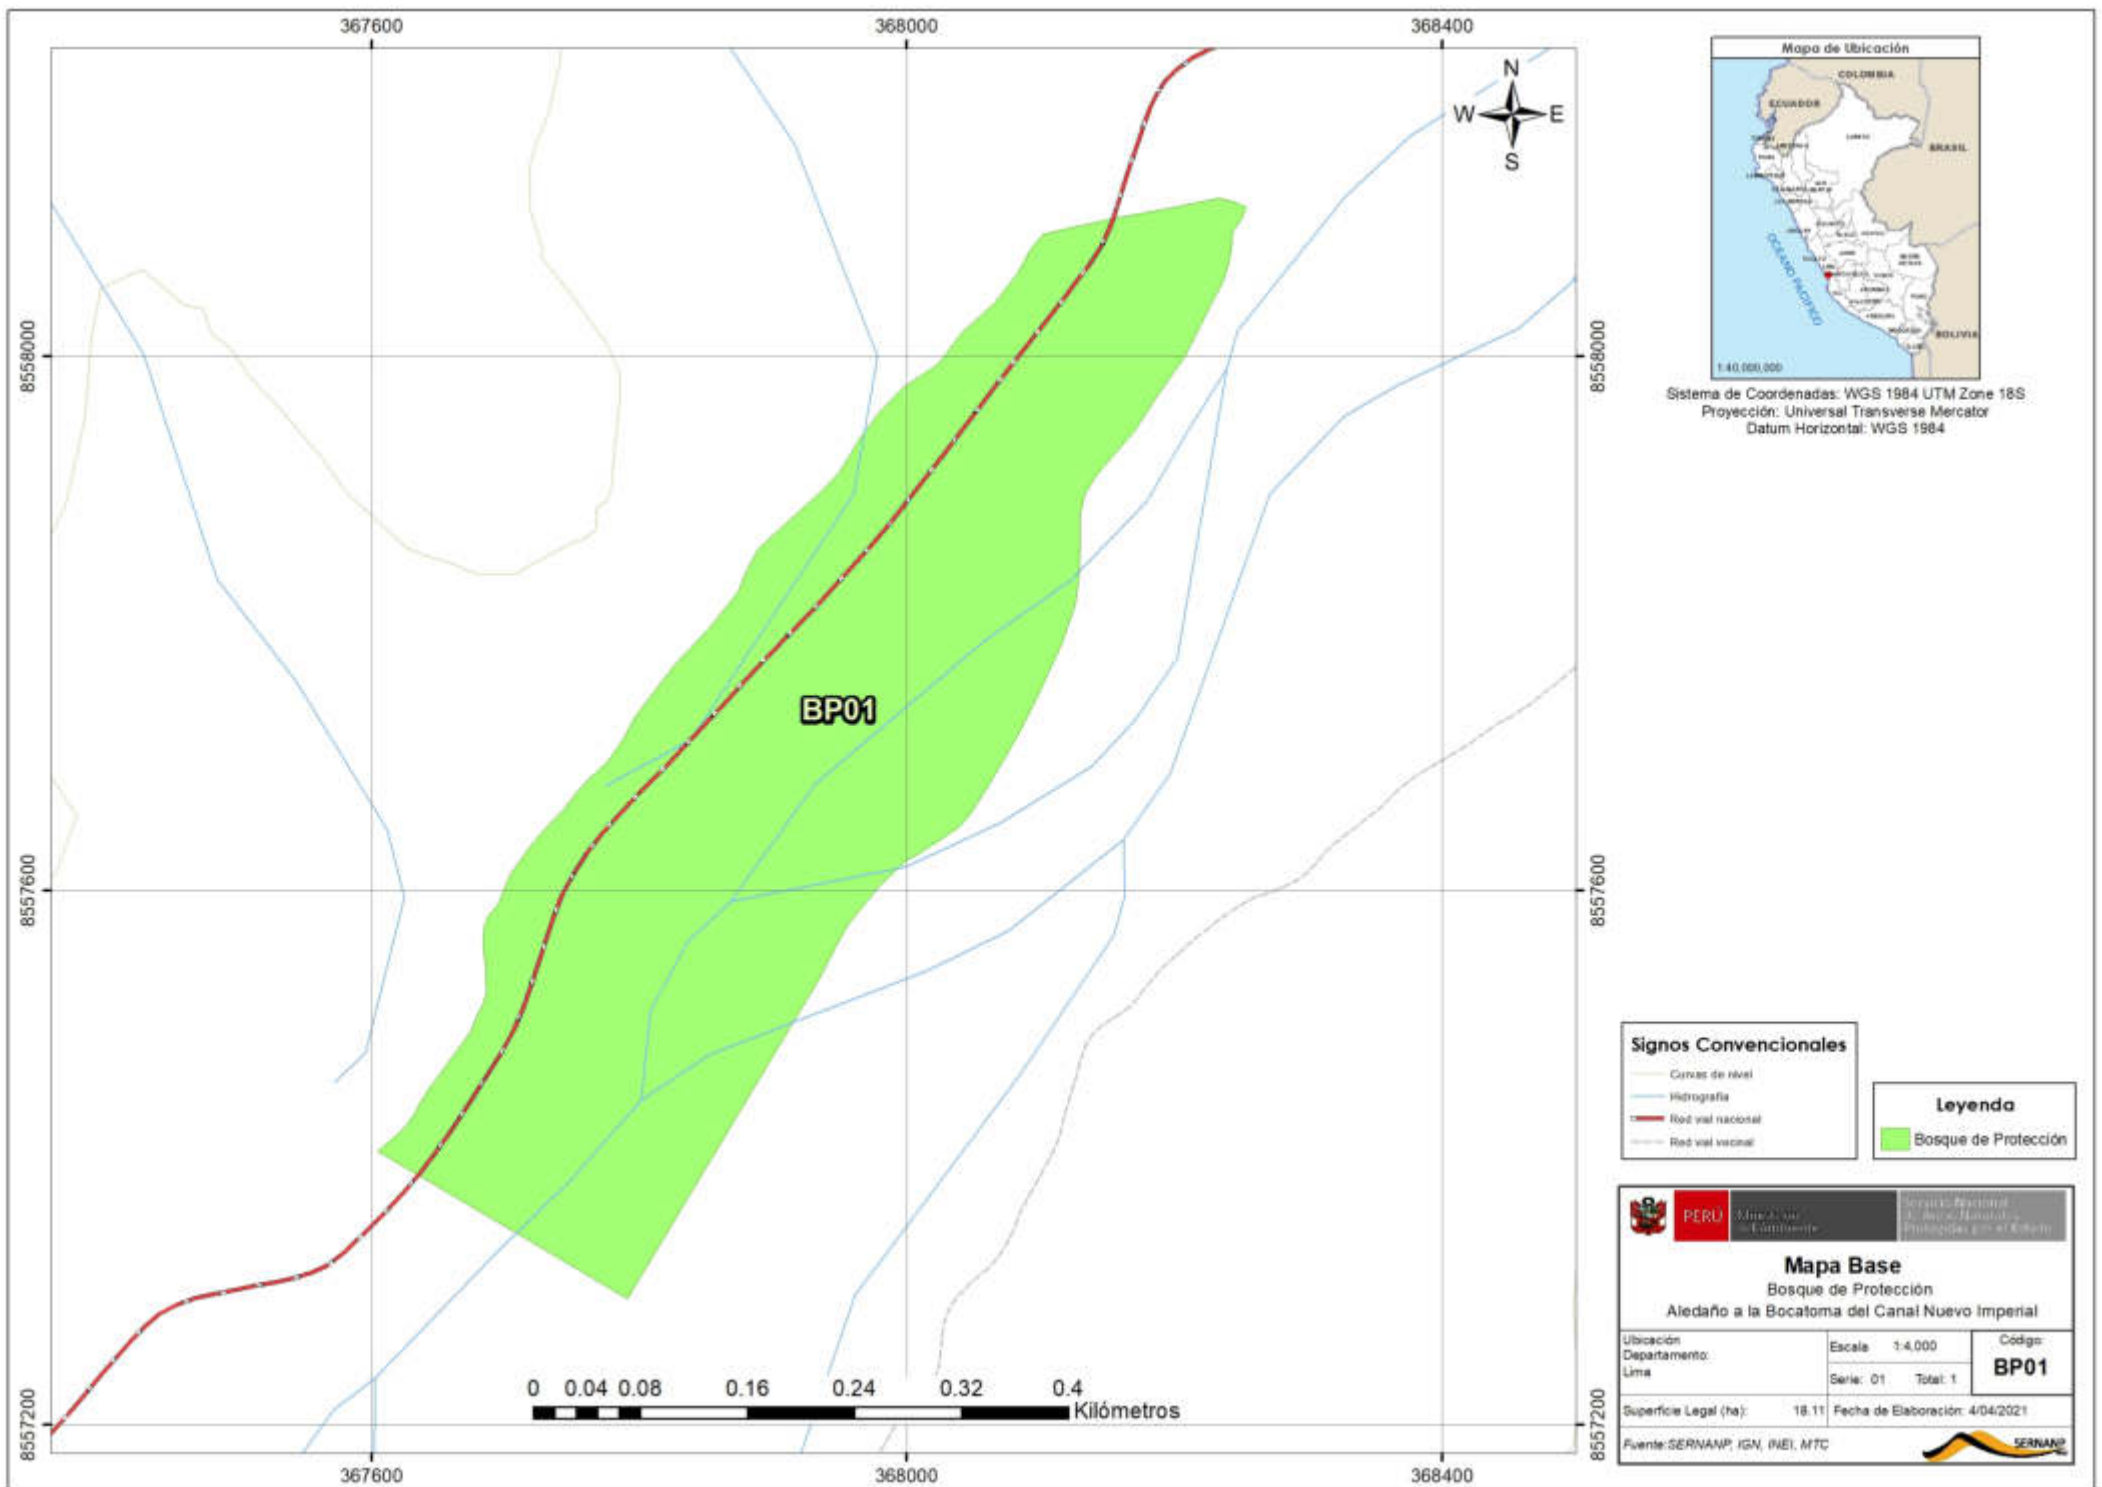 367600
368000
368400
8558000
8557600
8557200
8558000
8557600
8557200
367600
368000
368400
N
W
E
S
BP01
0 0.04 0.08 0.16 0.24 0.32 0.4
Kilómetros
Mapa de Ubicación
COLOMBIA
ECUADOR
BRASIL
OCÉANO PACIFICO
BOLIVIA
1:40,000,000
Sistema de Coordenadas: WGS 1984 UTM Zone 18S
Proyección: Universal Transverse Mercator
Datum Horizontal: WGS 1984
Signos Convencionales
Curvas de nivel
Hidrografía
Red vial nacional
Red vial vecinal
Leyenda
Bosque de Protección
PERÚ
Mapa Base
Bosque de Protección
Aledaño a la Bocatoma del Canal Nuevo Imperial
Ubicación
Departamento:
Lima
Escala 1:4,000
Serie: 01 Total: 1
Código:
BP01
Superficie Legal (ha): 18.11
Fecha de Elaboración: 4/04/2021
Fuente: SERNANP, IGN, INEI, MTC
SERNANP